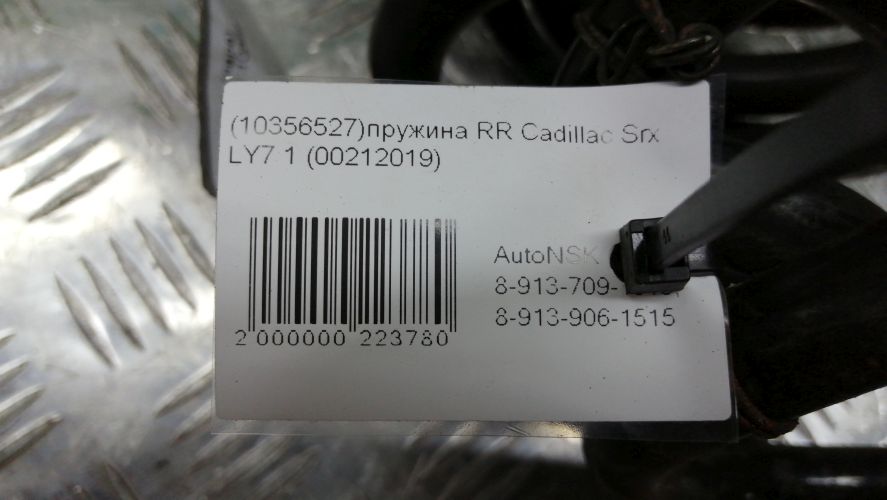 (10356527)пружина RR Cadillac Srx
LY7 1 (00212019)
AutoNSK
8-913-709-
8-913-906-1515
2 000000 223780